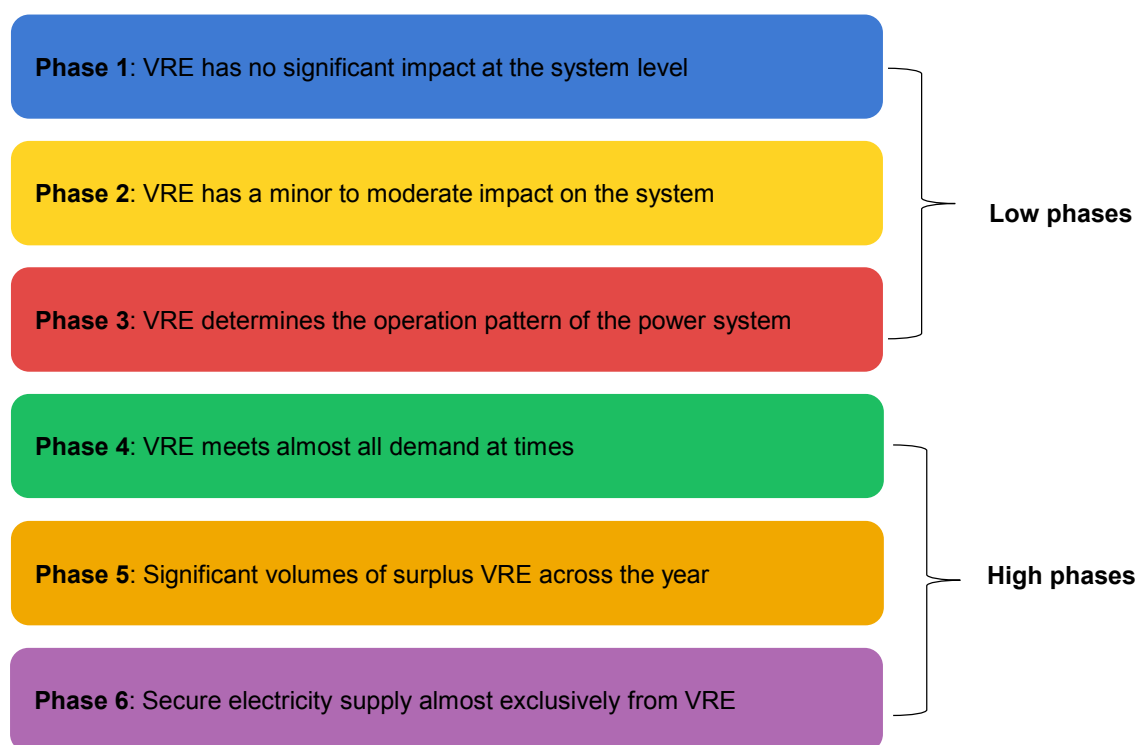 Phase 1: VRE has no significant impact at the system level
Phase 2: VRE has a minor to moderate impact on the system
Phase 3: VRE determines the operation pattern of the power system
Low phases
Phase 4: VRE meets almost all demand at times
Phase 5: Significant volumes of surplus VRE across the year
Phase 6: Secure electricity supply almost exclusively from VRE
High phases